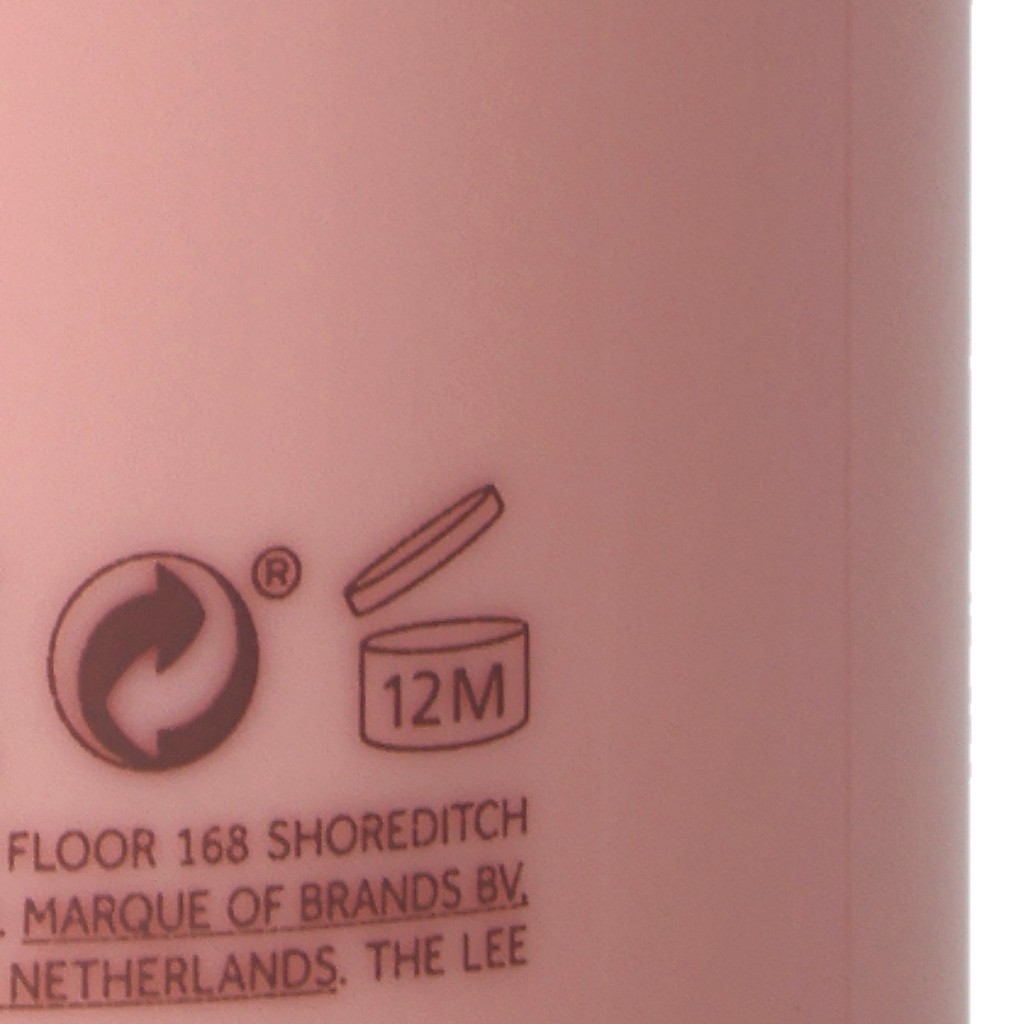 ®
12M
FLOOR 168 SHOREDITCH
. MARQUE OF BRANDS BV,
NETHERLANDS. THE LEE